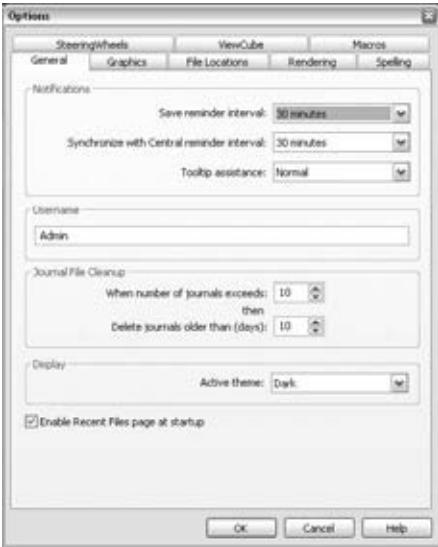 Options
SteeringWheels ViewCube Macros
General Graphics File Locations Rendering Spelling
Notifications
Save reminder interval: 30 minutes
Synchronize with Central reminder interval: 30 minutes
Tooltip assistance: Normal
Username
Admin
Journal File Cleanup
When number of journals exceeds: 10
then
Delete journals older than (days): 10
Display
Active theme: Dark
Enable Recent Files page at startup
OK Cancel Help